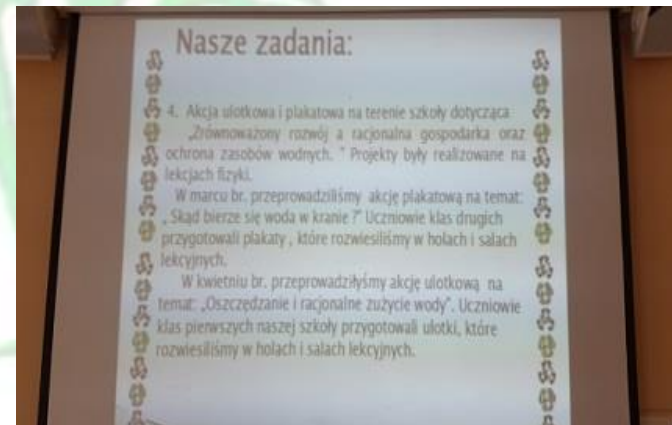 Nasze zadania:
4. Akcja ulotkowa i plakatowa na terenie szkoły dotycząca
„Zrównoważony rozwój a racjonalna gospodarka oraz
ochrona zasobów wodnych. " Projekty były realizowane na
lekcjach fizyki.
W marcu br. przeprowadziliśmy akcję plakatową na temat:
„ Skąd bierze się woda w kranie ?" Uczniowie klas drugich
przygotowali plakaty , które rozwiesiliśmy w holach i salach
lekcyjnych.
W kwietniu br. przeprowadziłyśmy akcję ulotkową na
temat: „Oszczędzanie i racjonalne zużycie wody". Uczniowie
klas pierwszych naszej szkoły przygotowali ulotki, które
rozwiesiliśmy w holach i salach lekcyjnych.